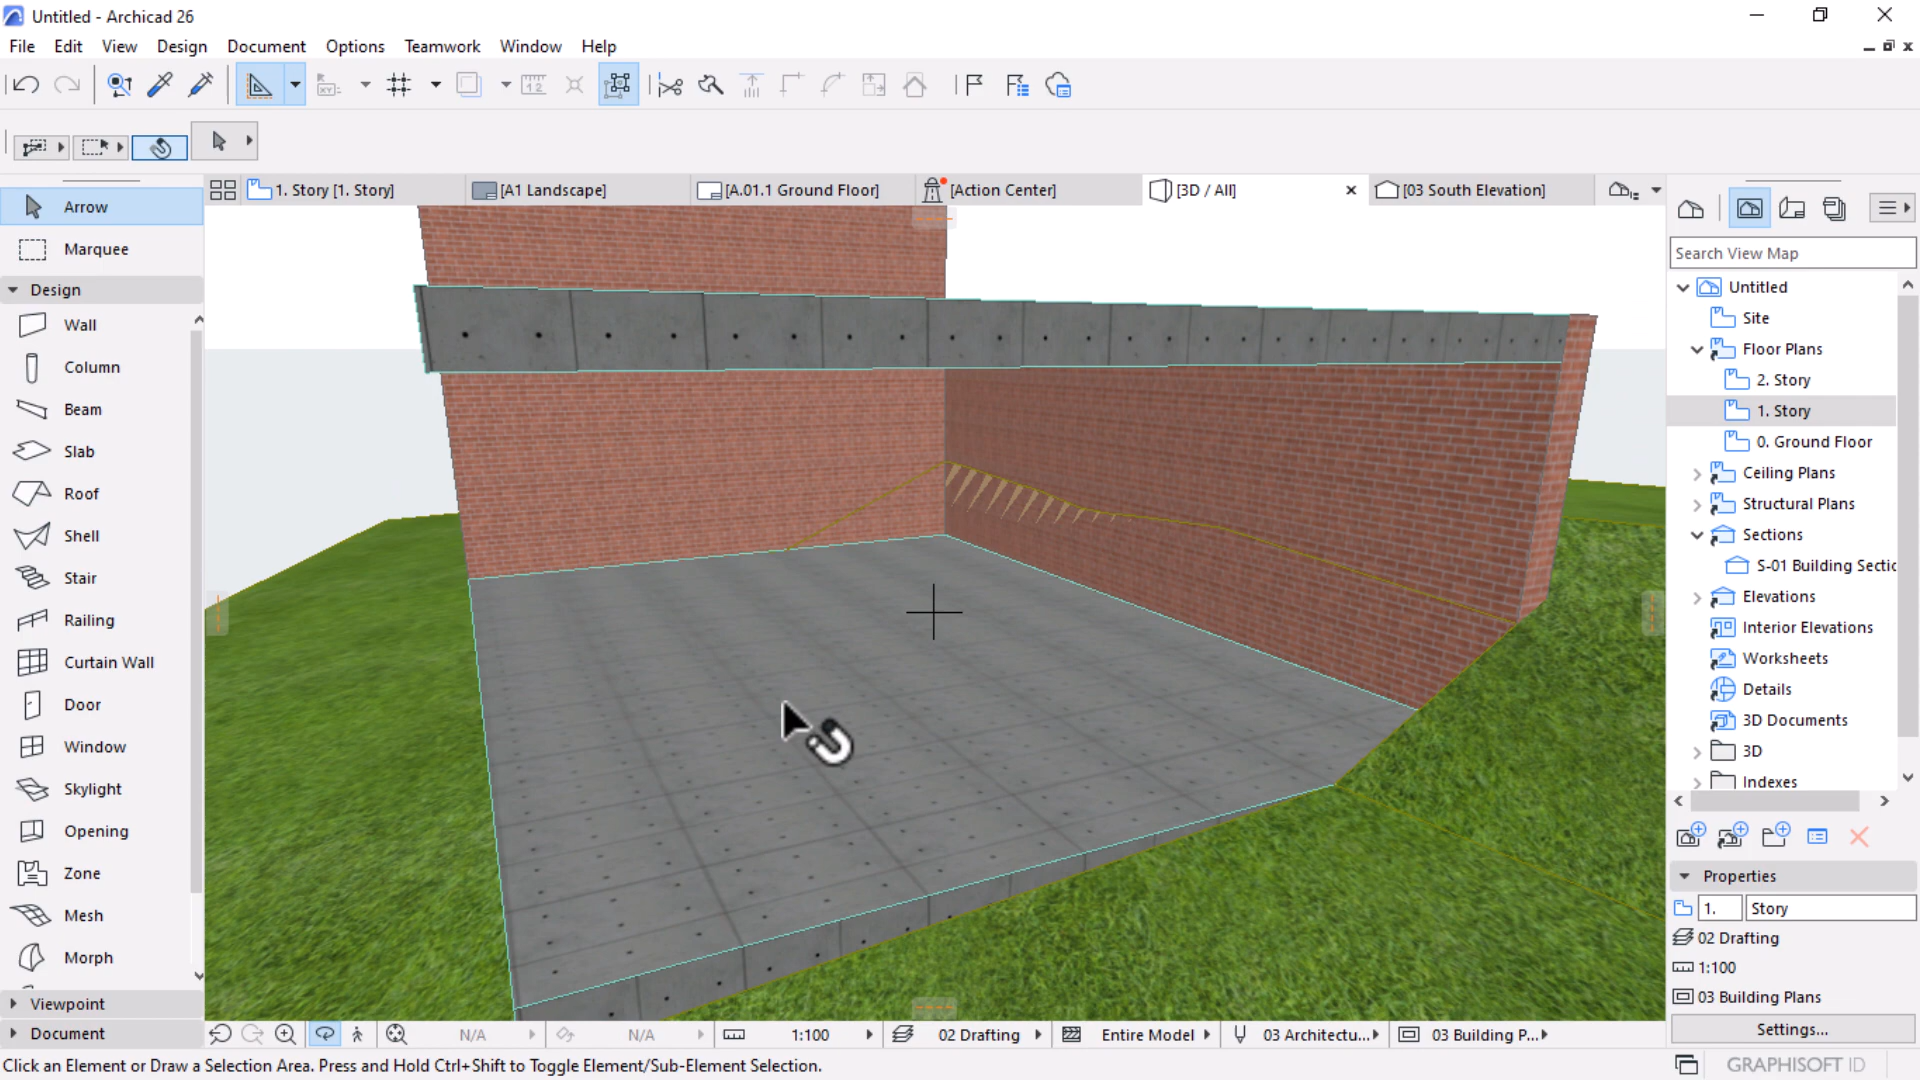 Untitled - Archicad 26
File Edit View Design Document Options Teamwork Window Help
1. Story [1. Story]
[A1 Landscape]
[A.01.1 Ground Floor]
[Action Center]
[3D / All]
[03 South Elevation]
Arrow
Marquee
Design
Wall
Column
Beam
Slab
Roof
Shell
Stair
Railing
Curtain Wall
Door
Window
Skylight
Opening
Zone
Mesh
Morph
Viewpoint
Document
Search View Map
Untitled
Site
Floor Plans
2. Story
1. Story
0. Ground Floor
Ceiling Plans
Structural Plans
Sections
S-01 Building Sectic
Elevations
Interior Elevations
Worksheets
Details
3D Documents
3D
Indexes
Properties
1. Story
02 Drafting
1:100
03 Building Plans
Settings...
N/A N/A 1:100 02 Drafting Entire Model 03 Architectu... 03 Building P...
Click an Element or Draw a Selection Area. Press and Hold Ctrl+Shift to Toggle Element/Sub-Element Selection.
GRAPHISOFT ID